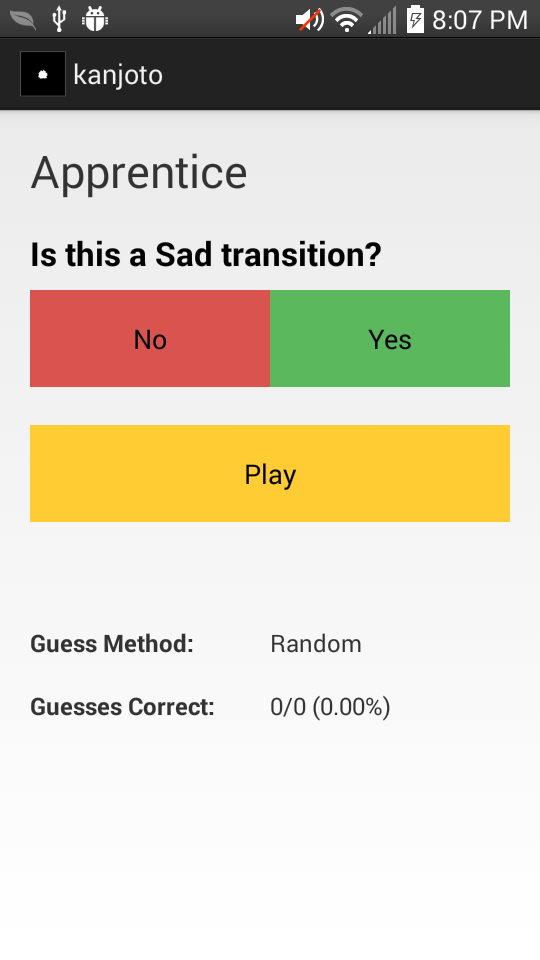 8:07 PM
kanjoto
Apprentice
Is this a Sad transition?
No Yes
Play
Guess Method: Random
Guesses Correct: 0/0 (0.00%)